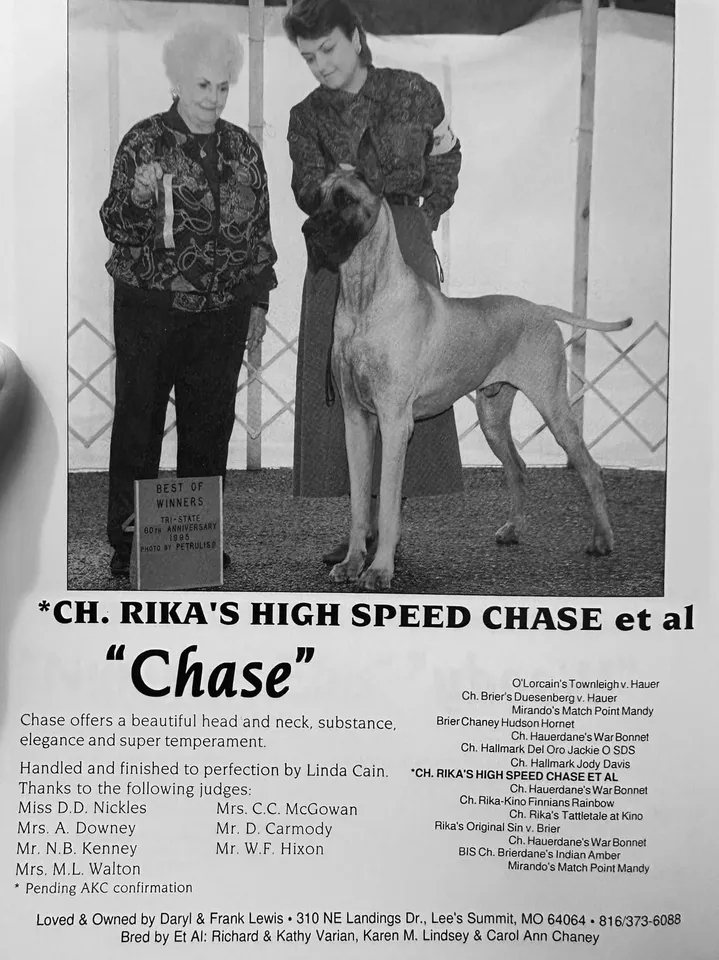 BEST OF
WINNERS
TRI-STATE
60TH ANNIVERSARY
1995
PHOTO BY PETRULIS©
*CH. RIKA'S HIGH SPEED CHASE et al
“Chase”
Chase offers a beautiful head and neck, substance,
elegance and super temperament.
Handled and finished to perfection by Linda Cain.
Thanks to the following judges:
Miss D.D. Nickles
Mrs. C.C. McGowan
Mrs. A. Downey
Mr. D. Carmody
Mr. N.B. Kenney
Mr. W.F. Hixon
Mrs. M.L. Walton
* Pending AKC confirmation
O'Lorcain's Townleigh v. Hauer
Ch. Brier's Duesenberg v. Hauer
Mirando's Match Point Mandy
Brier Chaney Hudson Hornet
Ch. Hauerdane's War Bonnet
Ch. Hallmark Del Oro Jackie O SDS
Ch. Hallmark Jody Davis
*CH. RIKA'S HIGH SPEED CHASE ET AL
Ch. Hauerdane's War Bonnet
Ch. Rika-Kino Finnians Rainbow
Ch. Rika's Tattletale at Kino
Rika's Original Sin v. Brier
Ch. Hauerdane's War Bonnet
BIS Ch. Brierdane's Indian Amber
Mirando's Match Point Mandy
Loved & Owned by Daryl & Frank Lewis • 310 NE Landings Dr., Lee's Summit, MO 64064 • 816/373-6088
Bred by Et Al: Richard & Kathy Varian, Karen M. Lindsey & Carol Ann Chaney